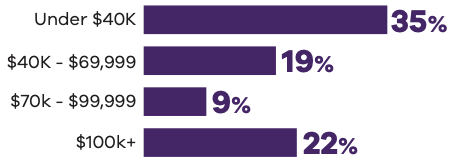 Under $40K 35%
$40K - $69,999 19%
$70k - $99,999 9%
$100k+ 22%